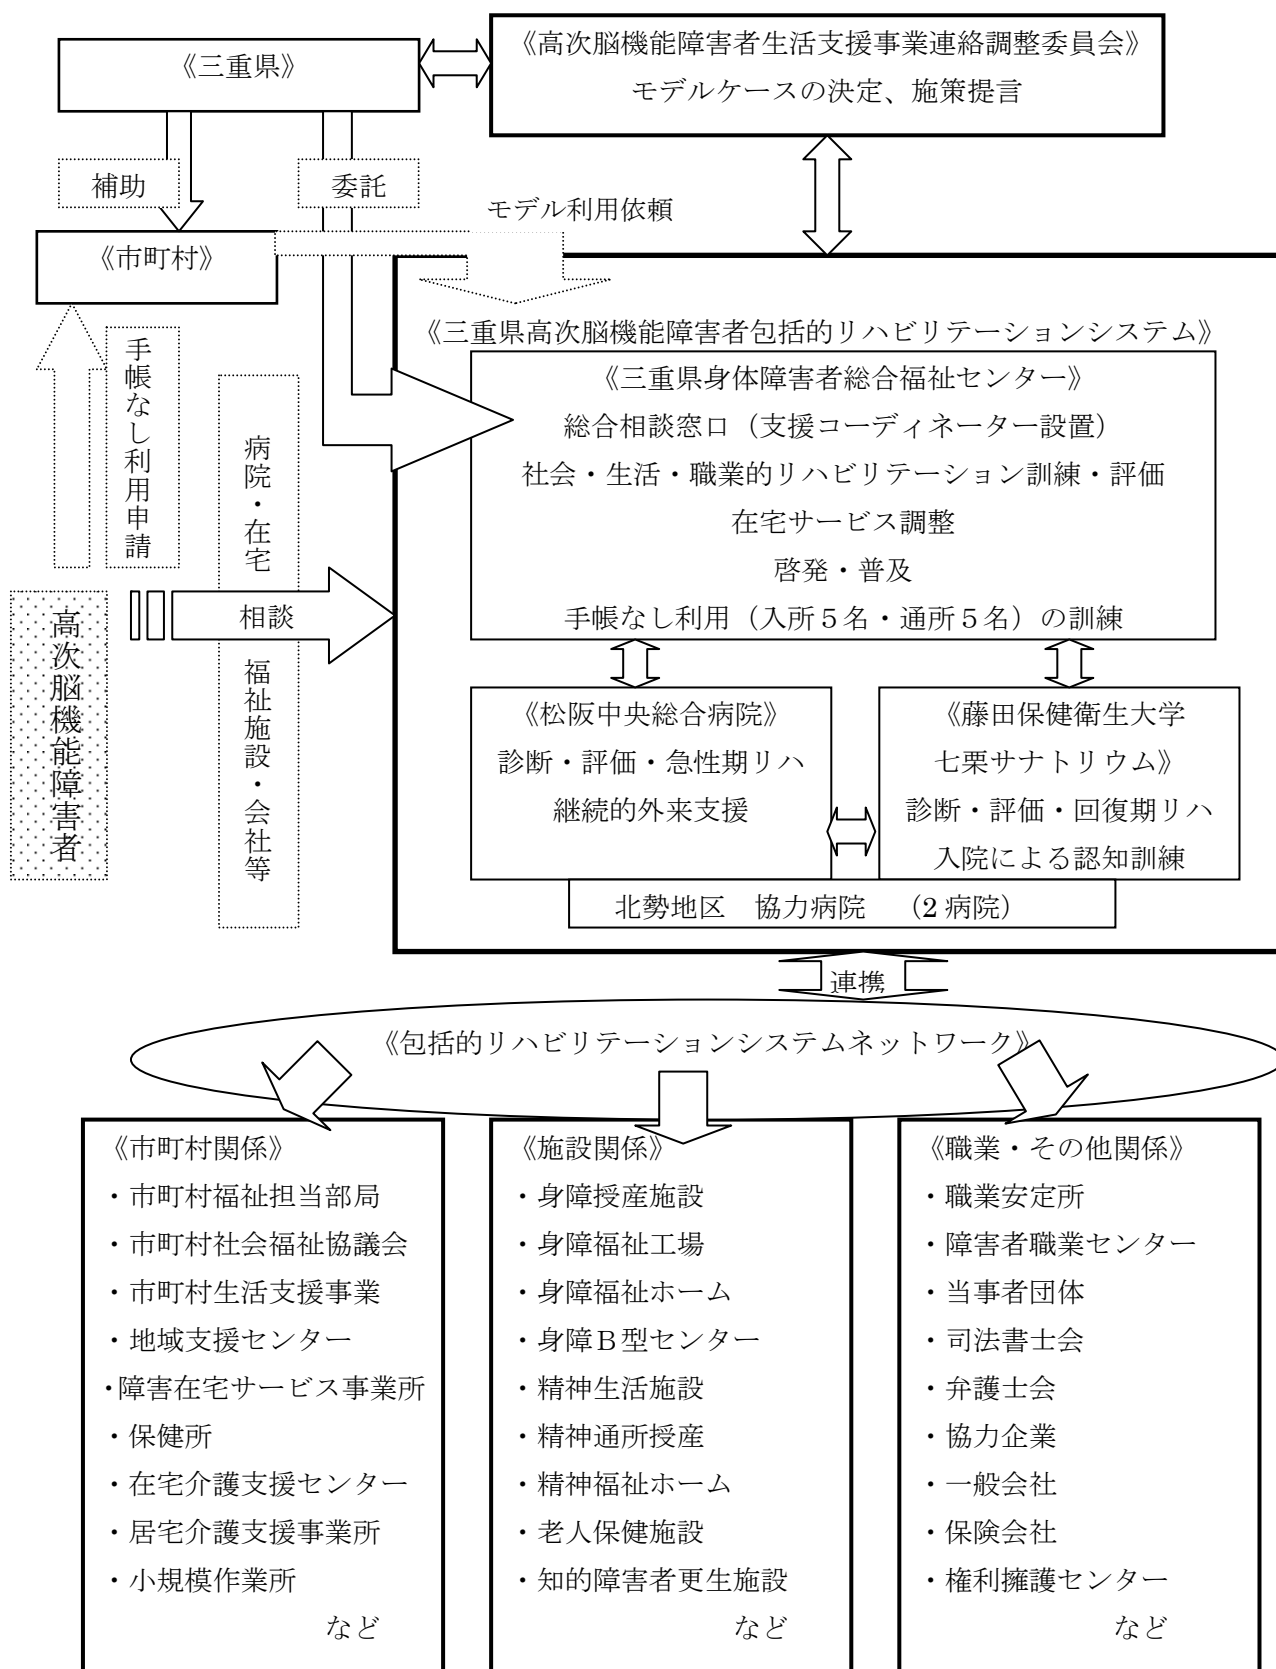 《高次脳機能障害者生活支援事業連絡調整委員会》
モデルケースの決定、施策提言
《三重県》
補助
委託
モデル利用依頼
《市町村》
手帳なし利用申請
病院・在宅
福祉施設・会社等
相談
高次脳機能障害者
《三重県高次脳機能障害者包括的リハビリテーションシステム》
《三重県身体障害者総合福祉センター》
総合相談窓口（支援コーディネーター設置）
社会・生活・職業的リハビリテーション訓練・評価
在宅サービス調整
啓発・普及
手帳なし利用（入所５名・通所５名）の訓練
《松阪中央総合病院》
診断・評価・急性期リハ
継続的外来支援
《藤田保健衛生大学
七栗サナトリウム》
診断・評価・回復期リハ
入院による認知訓練
北勢地区　協力病院　（2 病院）
連携
《包括的リハビリテーションシステムネットワーク》
《市町村関係》
・市町村福祉担当部局
・市町村社会福祉協議会
・市町村生活支援事業
・地域支援センター
・障害在宅サービス事業所
・保健所
・在宅介護支援センター
・居宅介護支援事業所
・小規模作業所
など
《施設関係》
・身障授産施設
・身障福祉工場
・身障福祉ホーム
・身障Ｂ型センター
・精神生活施設
・精神通所授産
・精神福祉ホーム
・老人保健施設
・知的障害者更生施設
など
《職業・その他関係》
・職業安定所
・障害者職業センター
・当事者団体
・司法書士会
・弁護士会
・協力企業
・一般会社
・保険会社
・権利擁護センター
など